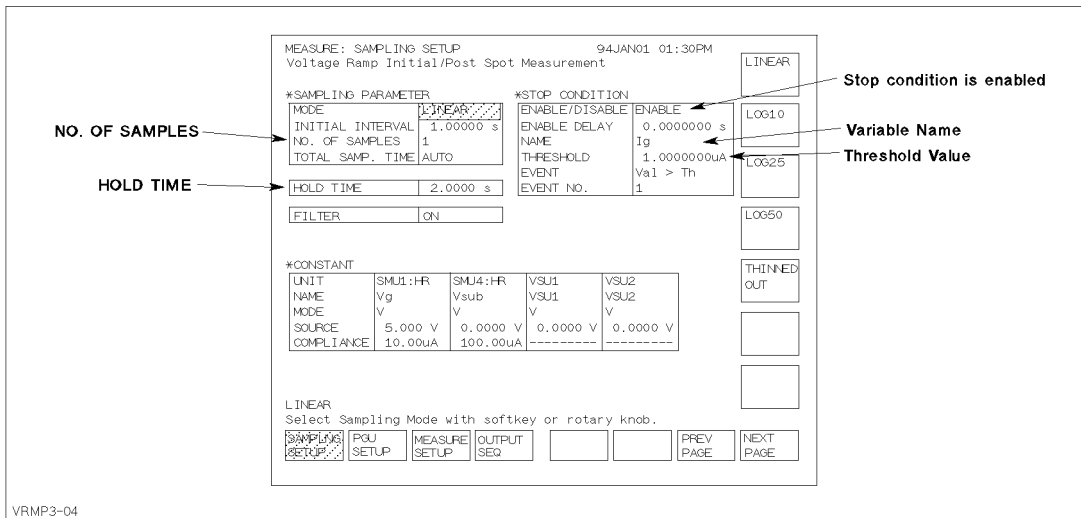 MEASURE: SAMPLING SETUP 94JAN01 01:30PM
Voltage Ramp Initial/Post Spot Measurement
LINEAR
Stop condition is enabled
*SAMPLING PARAMETER
MODE LINEAR
INITIAL INTERVAL 1.00000 s
NO. OF SAMPLES 1
TOTAL SAMP. TIME AUTO
*STOP CONDITION
ENABLE/DISABLE ENABLE
ENABLE DELAY 0.0000000 s
NAME Ig
THRESHOLD 1.0000000uA
EVENT Val > Th
EVENT NO. 1
LOG10
NO. OF SAMPLES
Variable Name
Threshold Value
LOG25
HOLD TIME
HOLD TIME 2.0000 s
FILTER ON
LOG50
*CONSTANT
UNIT SMU1:HR SMU4:HR VSU1 VSU2
NAME Vg Vsub VSU1 VSU2
MODE V V V V
SOURCE 5.000 V 0.0000 V 0.0000 V 0.0000 V
COMPLIANCE 10.00uA 100.00uA --------- ---------
THINNED
OUT
LINEAR
Select Sampling Mode with softkey or rotary knob.
SAMPLING
SETUP
PGU
SETUP
MEASURE
SETUP
OUTPUT
SEQ
PREV
PAGE
NEXT
PAGE
VRMP3-04